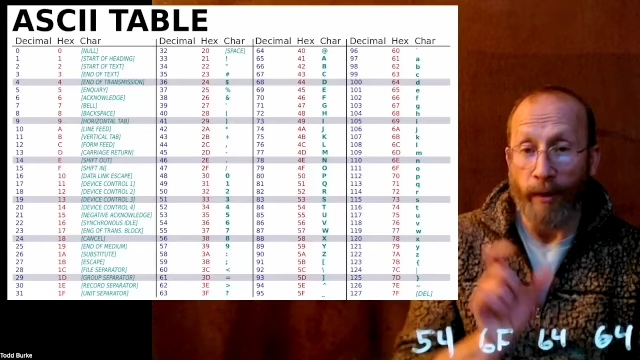 ASCII TABLE
Decimal Hex Char Decimal Hex Char Decimal Hex Char Decimal Hex Char
0 0 [NULL] 32 20 [SPACE] 64 40 @ 96 60 `
1 1 [START OF HEADING] 33 21 ! 65 41 A 97 61 a
2 2 [START OF TEXT] 34 22 " 66 42 B 98 62 b
3 3 [END OF TEXT] 35 23 # 67 43 C 99 63 c
4 4 [END OF TRANSMISSION] 36 24 $ 68 44 D 100 64 d
5 5 [ENQUIRY] 37 25 % 69 45 E 101 65 e
6 6 [ACKNOWLEDGE] 38 26 & 70 46 F 102 66 f
7 7 [BELL] 39 27 ' 71 47 G 103 67 g
8 8 [BACKSPACE] 40 28 ( 72 48 H 104 68 h
9 9 [HORIZONTAL TAB] 41 29 ) 73 49 I 105 69 i
10 A [LINE FEED] 42 2A * 74 4A J 106 6A j
11 B [VERTICAL TAB] 43 2B + 75 4B K 107 6B k
12 C [FORM FEED] 44 2C , 76 4C L 108 6C l
13 D [CARRIAGE RETURN] 45 2D - 77 4D M 109 6D m
14 E [SHIFT OUT] 46 2E . 78 4E N 110 6E n
15 F [SHIFT IN] 47 2F / 79 4F O 111 6F o
16 10 [DATA LINK ESCAPE] 48 30 0 80 50 P 112 70 p
17 11 [DEVICE CONTROL 1] 49 31 1 81 51 Q 113 71 q
18 12 [DEVICE CONTROL 2] 50 32 2 82 52 R 114 72 r
19 13 [DEVICE CONTROL 3] 51 33 3 83 53 S 115 73 s
20 14 [DEVICE CONTROL 4] 52 34 4 84 54 T 116 74 t
21 15 [NEGATIVE ACKNOWLEDGE] 53 35 5 85 55 U 117 75 u
22 16 [SYNCHRONOUS IDLE] 54 36 6 86 56 V 118 76 v
23 17 [ENG OF TRANS. BLOCK] 55 37 7 87 57 W 119 77 w
24 18 [CANCEL] 56 38 8 88 58 X 120 78 x
25 19 [END OF MEDIUM] 57 39 9 89 59 Y 121 79 y
26 1A [SUBSTITUTE] 58 3A : 90 5A Z 122 7A z
27 1B [ESCAPE] 59 3B ; 91 5B [ 123 7B {
28 1C [FILE SEPARATOR] 60 3C < 92 5C \ 124 7C |
29 1D [GROUP SEPARATOR] 61 3D = 93 5D ] 125 7D }
30 1E [RECORD SEPARATOR] 62 3E > 94 5E ^ 126 7E ~
31 1F [UNIT SEPARATOR] 63 3F ? 95 5F _ 127 7F [DEL]
54 6F 64 64
Todd Burke